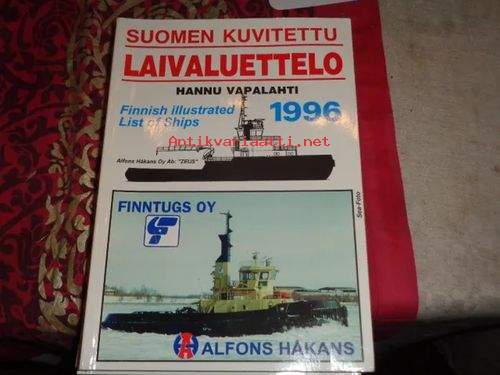 SUOMEN KUVITETTU
LAIVALUETTELO
HANNU VAPALAHTI
Finnish illustrated
List of Ships
1996
Antikvariaatti.net
Alfons Håkans Oy Ab: "ZEUS"
Sea-Foto
FINNTUGS OY
ALFONS HÅKANS